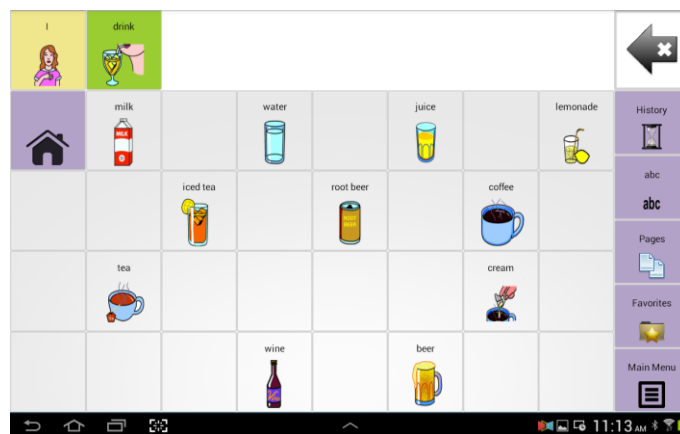 I drink
milk water juice lemonade History
abc
abc
iced tea root beer coffee
Pages
tea cream
Favorites
wine beer
Main Menu
11:13 AM